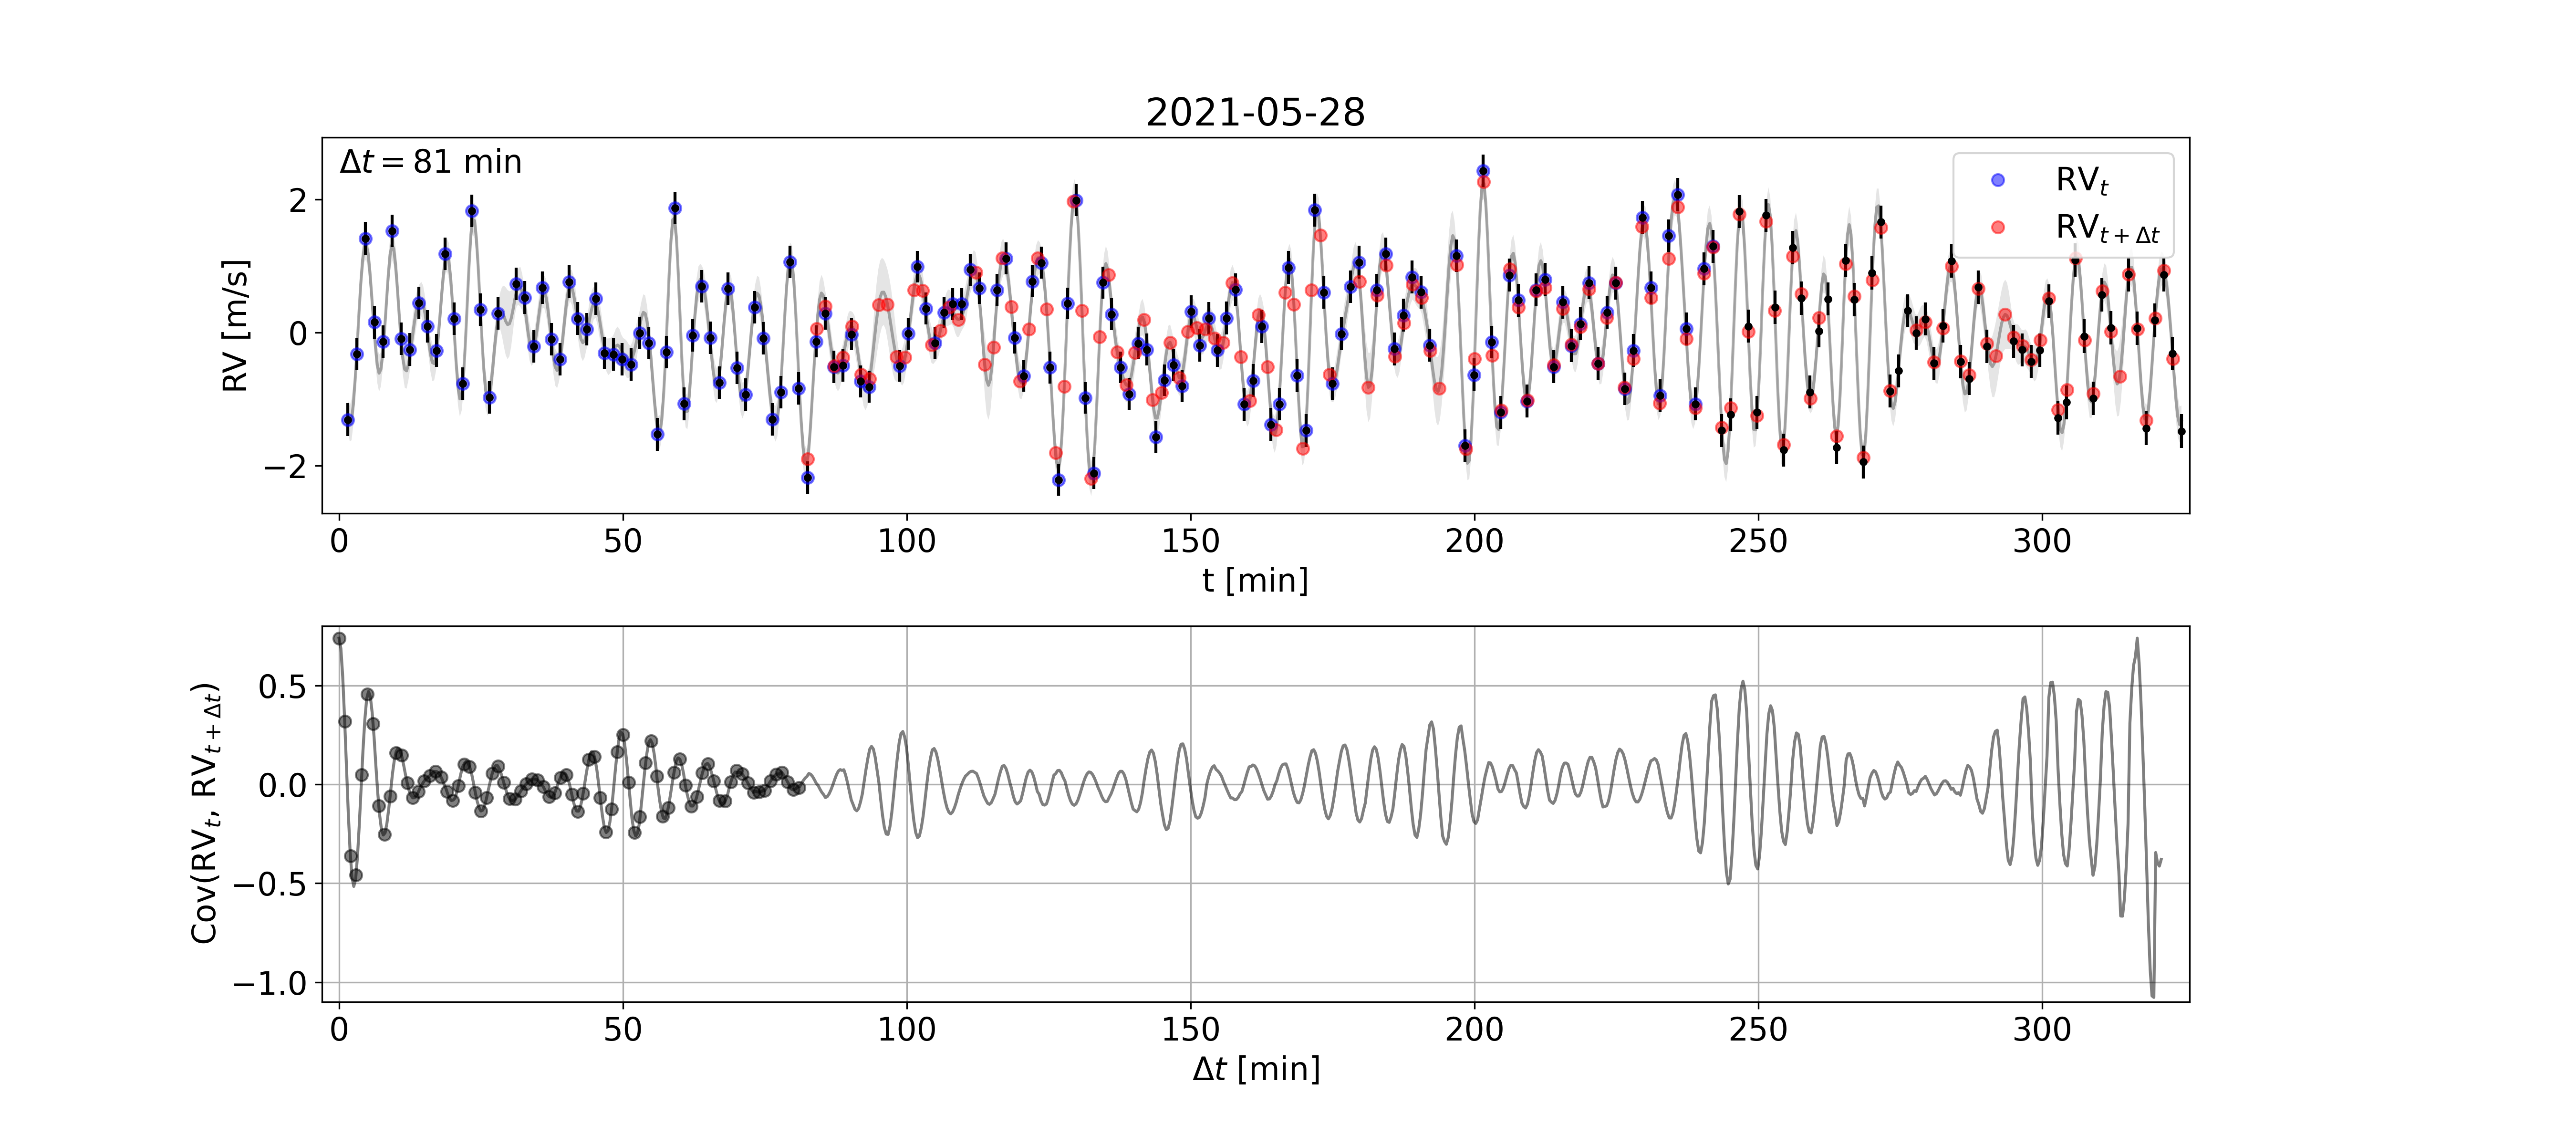 2021-05-28
Δt = 81 min
RV_t
RV_{t+Δt}
2
0
−2
RV [m/s]
0 50 100 150 200 250 300
t [min]
0.5
0.0
−0.5
−1.0
Cov(RV_t, RV_{t+Δt})
0 50 100 150 200 250 300
Δt [min]